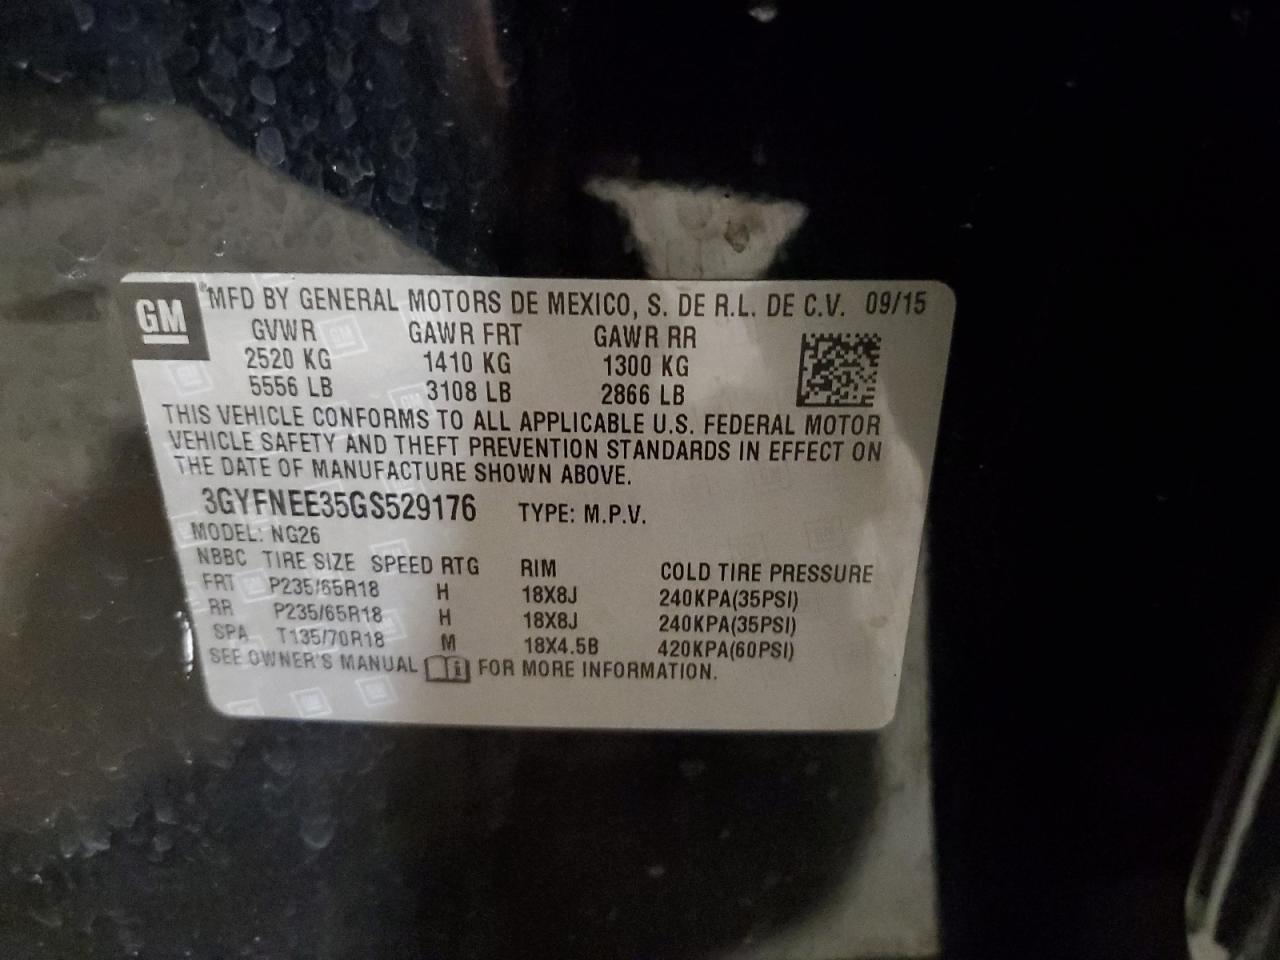 GM ®MFD BY GENERAL MOTORS DE MEXICO, S. DE R.L. DE C.V. 09/15
GVWR GAWR FRT GAWR RR
2520 KG 1410 KG 1300 KG
5556 LB 3108 LB 2866 LB
THIS VEHICLE CONFORMS TO ALL APPLICABLE U.S. FEDERAL MOTOR
VEHICLE SAFETY AND THEFT PREVENTION STANDARDS IN EFFECT ON
THE DATE OF MANUFACTURE SHOWN ABOVE.
3GYFNEE35GS529176 TYPE: M.P.V.
MODEL: NG26
NBBC TIRE SIZE SPEED RTG RIM COLD TIRE PRESSURE
FRT P235/65R18 H 18X8J 240KPA(35PSI)
RR P235/65R18 H 18X8J 240KPA(35PSI)
SPA T135/70R18 M 18X4.5B 420KPA(60PSI)
SEE OWNER'S MANUAL FOR MORE INFORMATION.